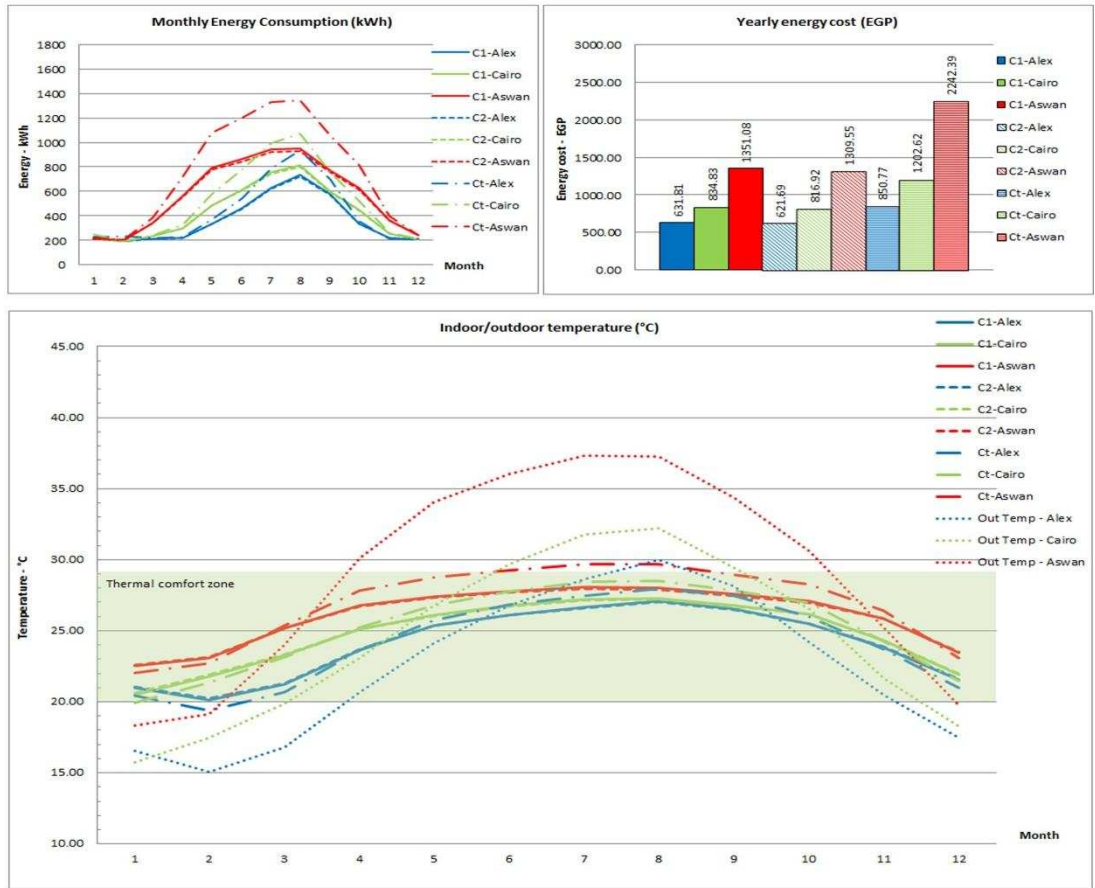 Monthly Energy Consumption (kWh)
1800
1600
1400
1200
1000
800
600
400
200
0
Energy - kWh
1 2 3 4 5 6 7 8 9 10 11 12
Month
C1-Alex
C1-Cairo
C1-Aswan
C2-Alex
C2-Cairo
C2-Aswan
Ct-Alex
Ct-Cairo
Ct-Aswan
Yearly energy cost (EGP)
3000.00
2500.00
2000.00
1500.00
1000.00
500.00
0.00
Energy cost - EGP
631.81
834.83
1351.08
621.69
816.92
1309.55
850.77
1202.62
2242.39
C1-Alex
C1-Cairo
C1-Aswan
C2-Alex
C2-Cairo
C2-Aswan
Ct-Alex
Ct-Cairo
Ct-Aswan
Indoor/outdoor temperature (°C)
45.00
40.00
35.00
30.00
25.00
20.00
15.00
10.00
Temperature - °C
Thermal comfort zone
1 2 3 4 5 6 7 8 9 10 11 12
Month
C1-Alex
C1-Cairo
C1-Aswan
C2-Alex
C2-Cairo
C2-Aswan
Ct-Alex
Ct-Cairo
Ct-Aswan
Out Temp - Alex
Out Temp - Cairo
Out Temp - Aswan